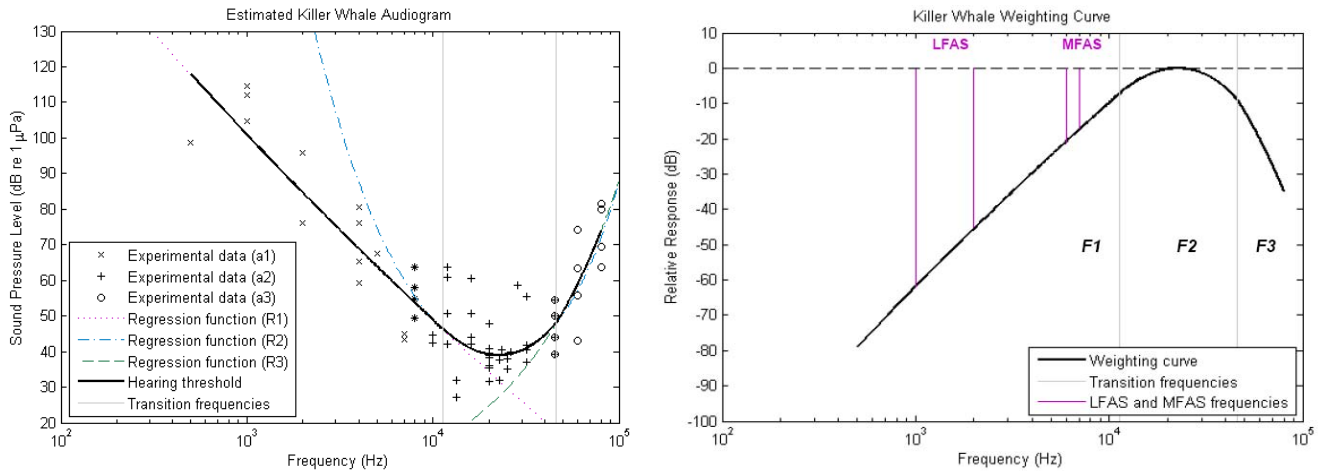 Estimated Killer Whale Audiogram
130
120
110
100
90
80
70
60
50
40
30
20
Sound Pressure Level (dB re 1 μPa)
Experimental data (a1)
Experimental data (a2)
Experimental data (a3)
Regression function (R1)
Regression function (R2)
Regression function (R3)
Hearing threshold
Transition frequencies
10^2 10^3 10^4 10^5
Frequency (Hz)
Killer Whale Weighting Curve
10
0
-10
-20
-30
-40
-50
-60
-70
-80
-90
-100
Relative Response (dB)
LFAS MFAS
F1 F2 F3
Weighting curve
Transition frequencies
LFAS and MFAS frequencies
10^2 10^3 10^4 10^5
Frequency (Hz)